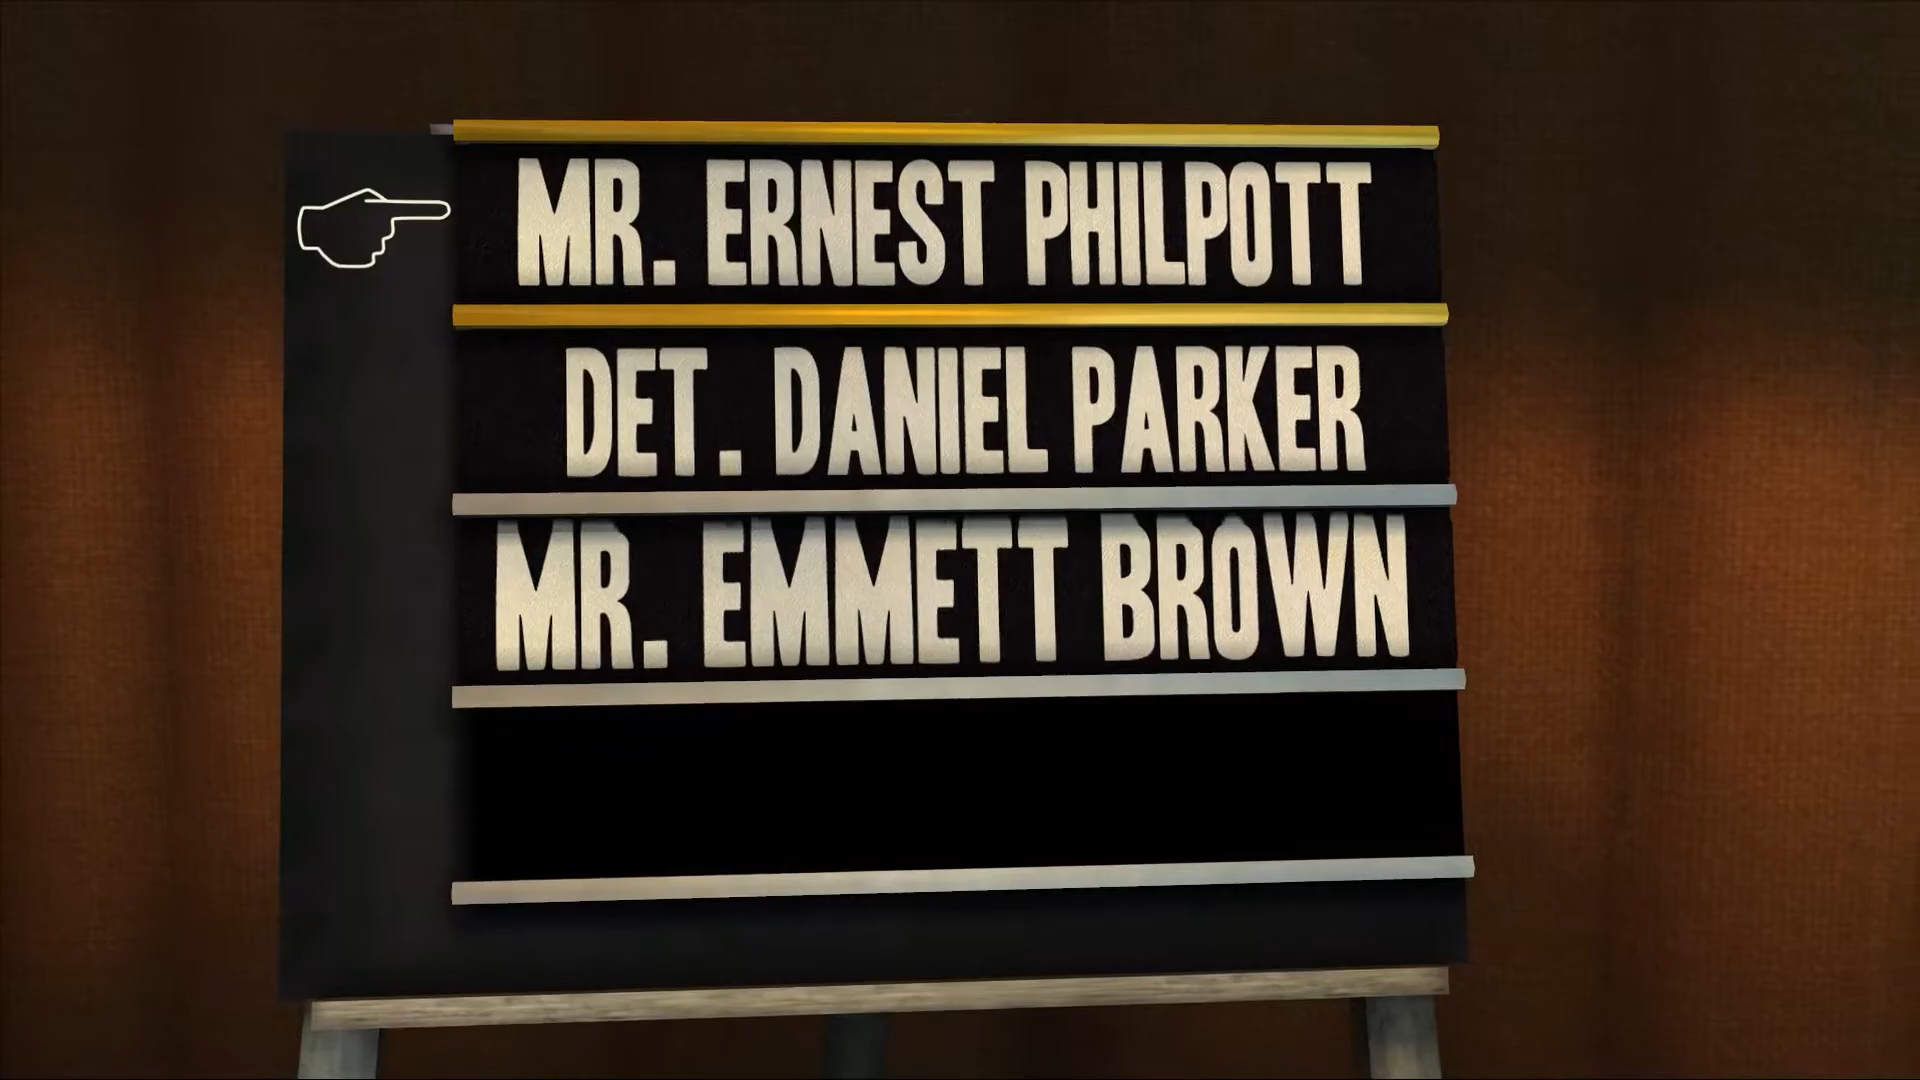 MR. ERNEST PHILPOTT
DET. DANIEL PARKER
MR. EMMETT BROWN